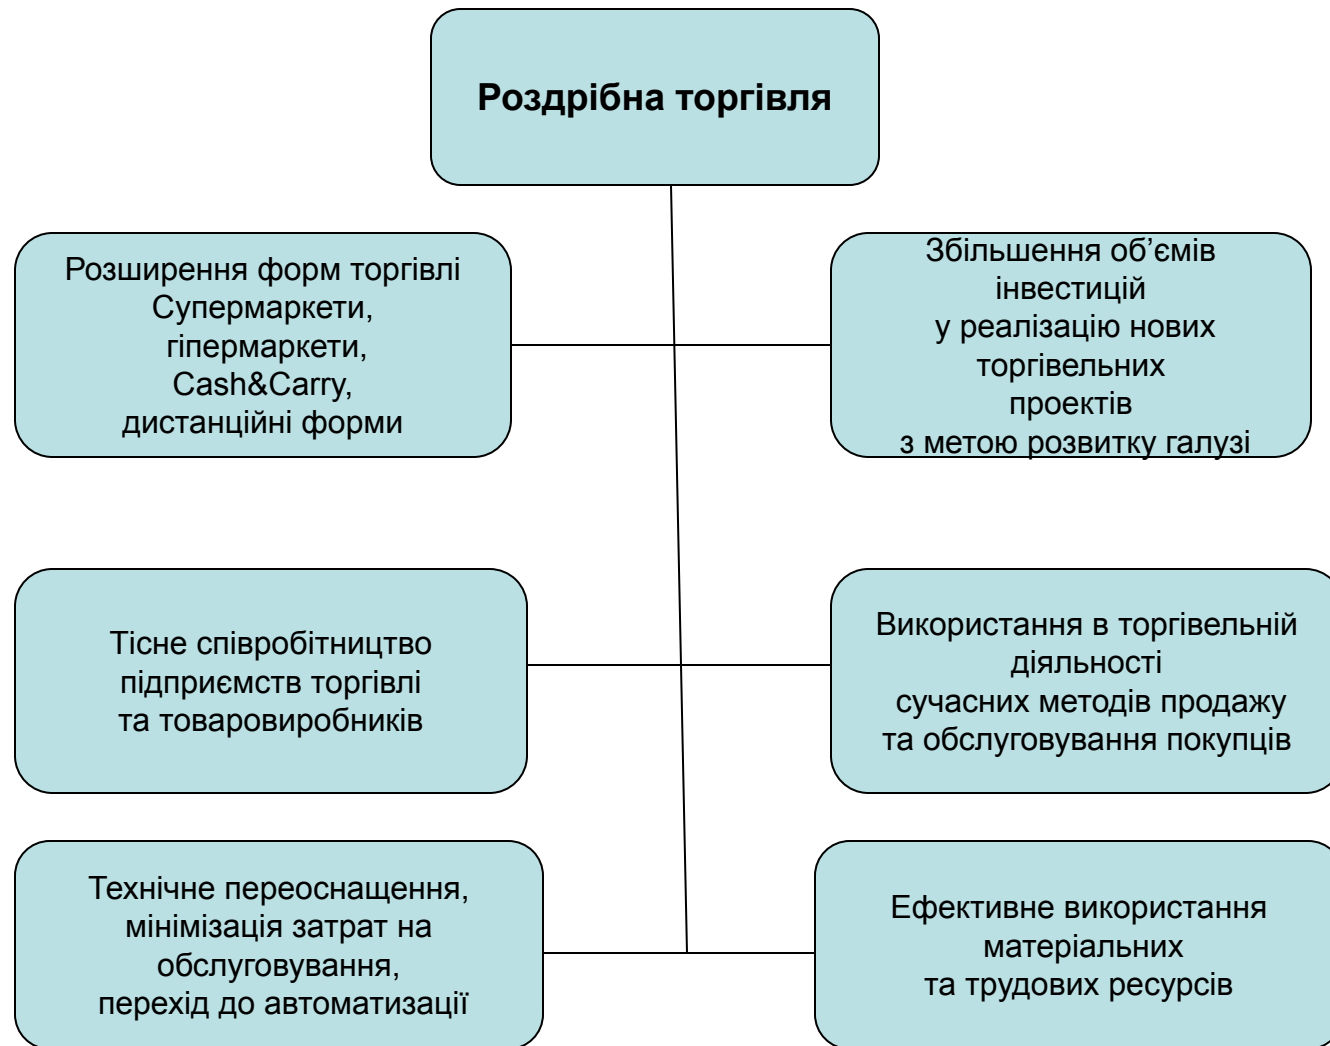 Роздрібна торгівля
Розширення форм торгівлі
Супермаркети,
гіпермаркети,
Cash&Carry,
дистанційні форми
Збільшення об’ємів
інвестицій
у реалізацію нових
торгівельних
проектів
з метою розвитку галузі
Тісне співробітництво
підприємств торгівлі
та товаровиробників
Використання в торгівельній
діяльності
сучасних методів продажу
та обслуговування покупців
Технічне переоснащення,
мінімізація затрат на
обслуговування,
перехід до автоматизації
Ефективне використання
матеріальних
та трудових ресурсів